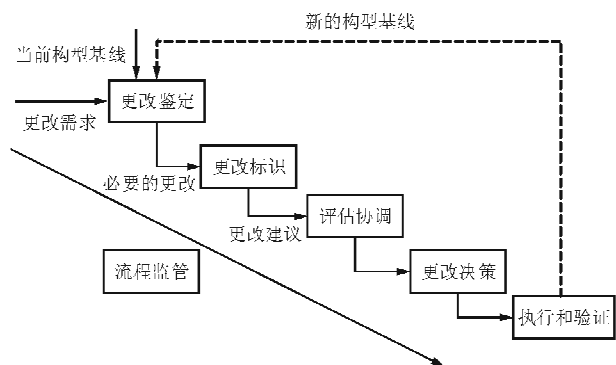 新的构型基线
当前构型基线
更改鉴定
更改需求
更改标识
必要的更改
评估协调
更改建议
流程监管
更改决策
执行和验证